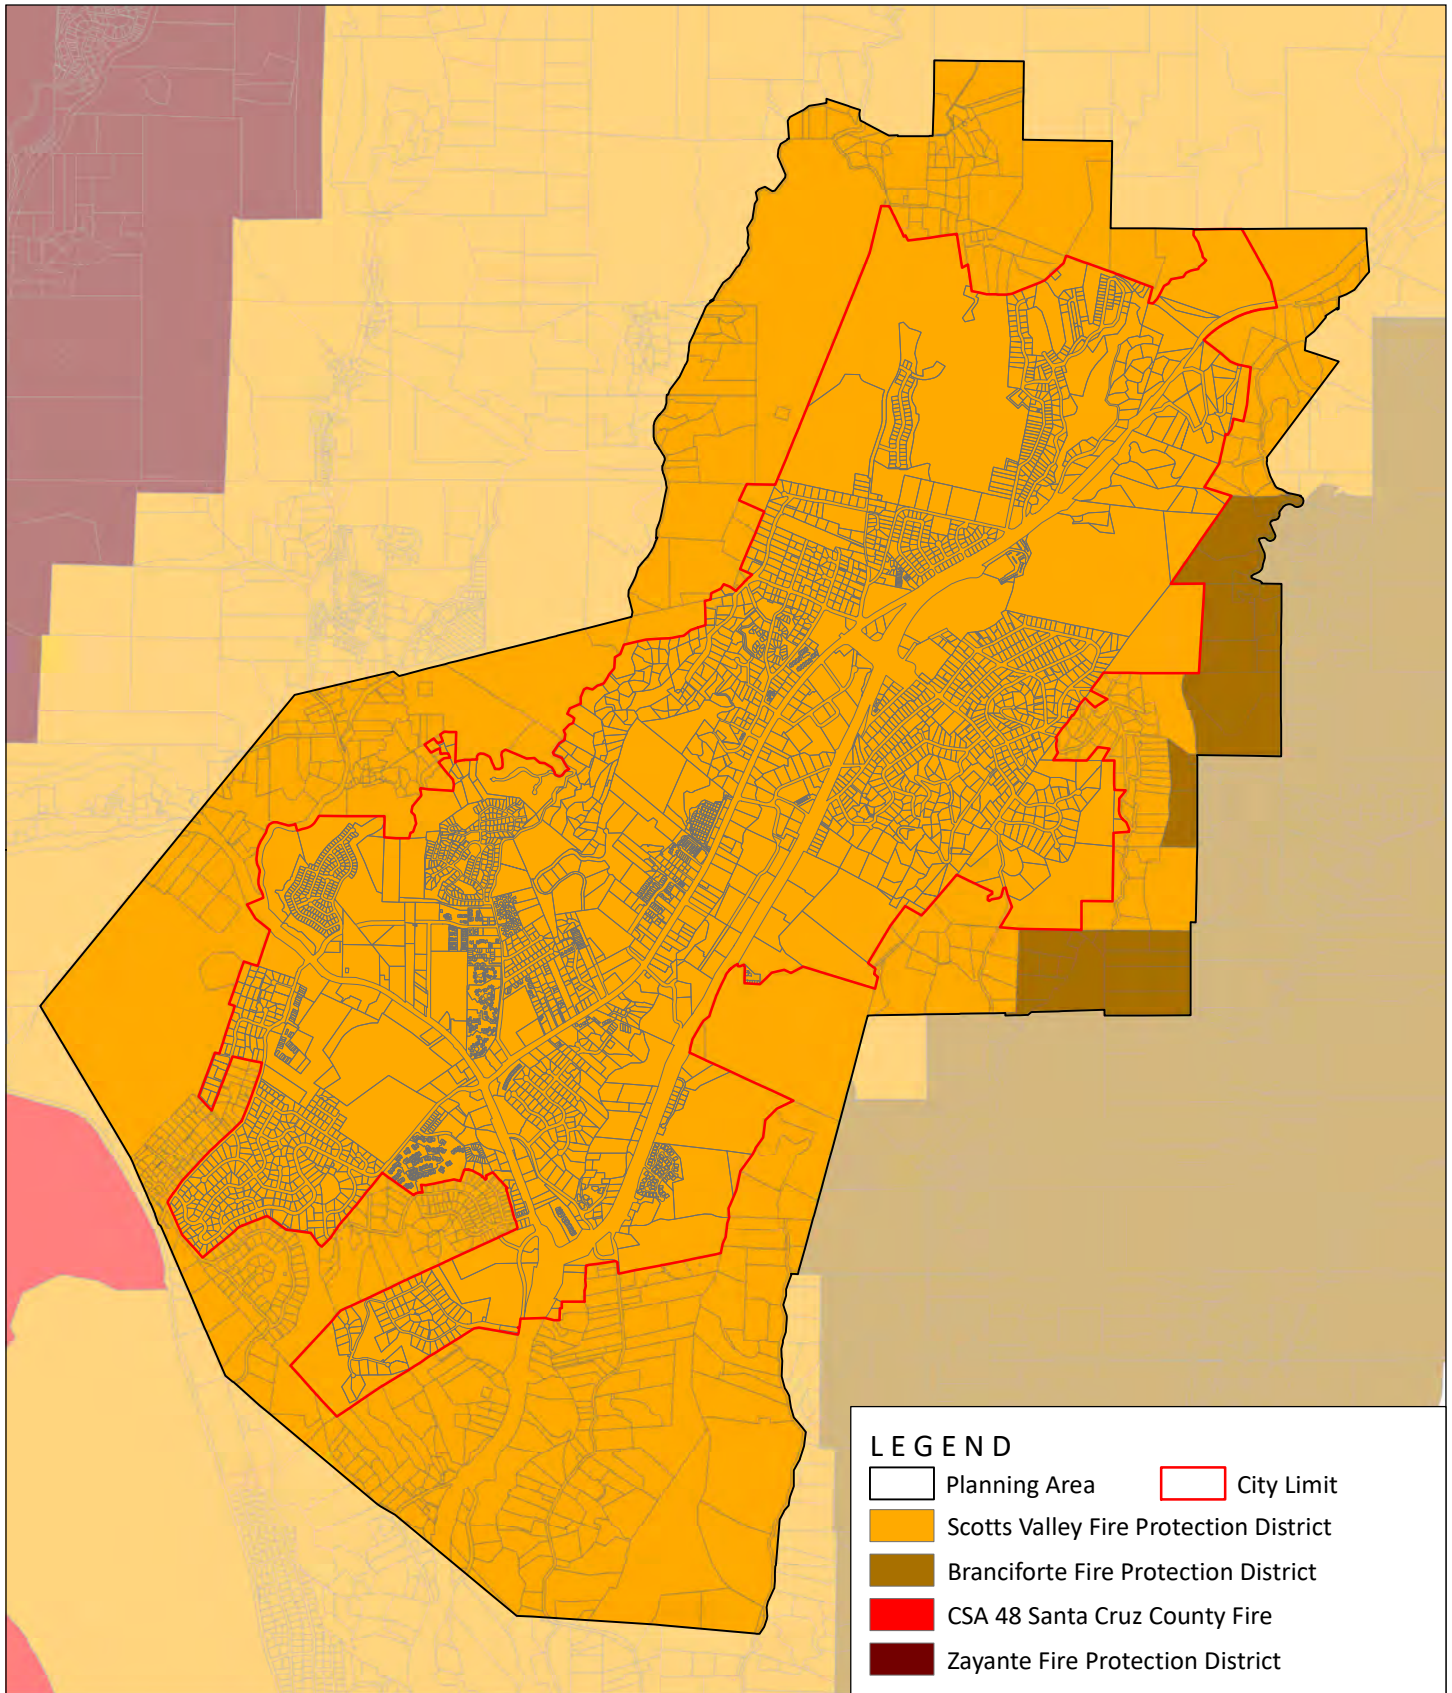 LEGEND
Planning Area City Limit
Scotts Valley Fire Protection District
Branciforte Fire Protection District
CSA 48 Santa Cruz County Fire
Zayante Fire Protection District